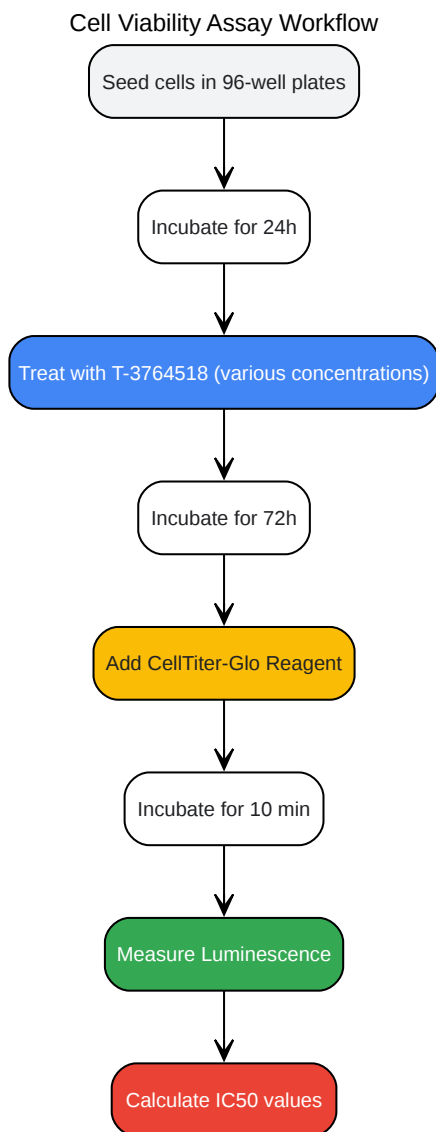 Cell Viability Assay Workflow
Seed cells in 96-well plates
Incubate for 24h
Treat with T-3764518 (various concentrations)
Incubate for 72h
Add CellTiter-Glo Reagent
Incubate for 10 min
Measure Luminescence
Calculate IC50 values